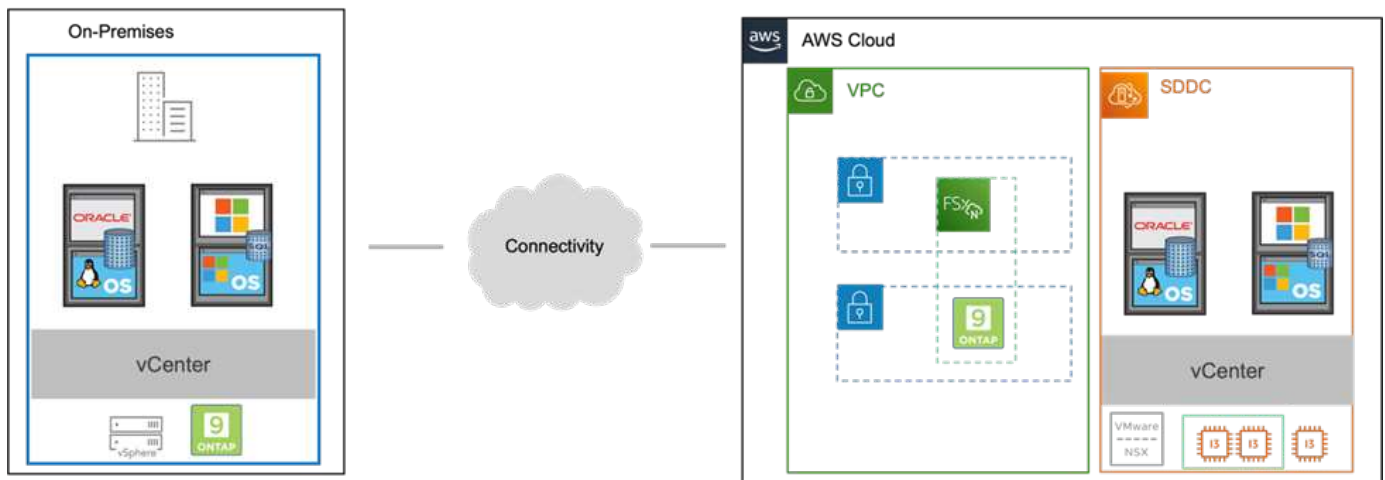 On-Premises
ORACLE
OS
SQL
OS
vCenter
vSphere
9
ONTAP
Connectivity
aws
AWS Cloud
VPC
FSx
N
9
ONTAP
SDDC
ORACLE
OS
SQL
OS
vCenter
VMware
NSX
I3
I3
I3